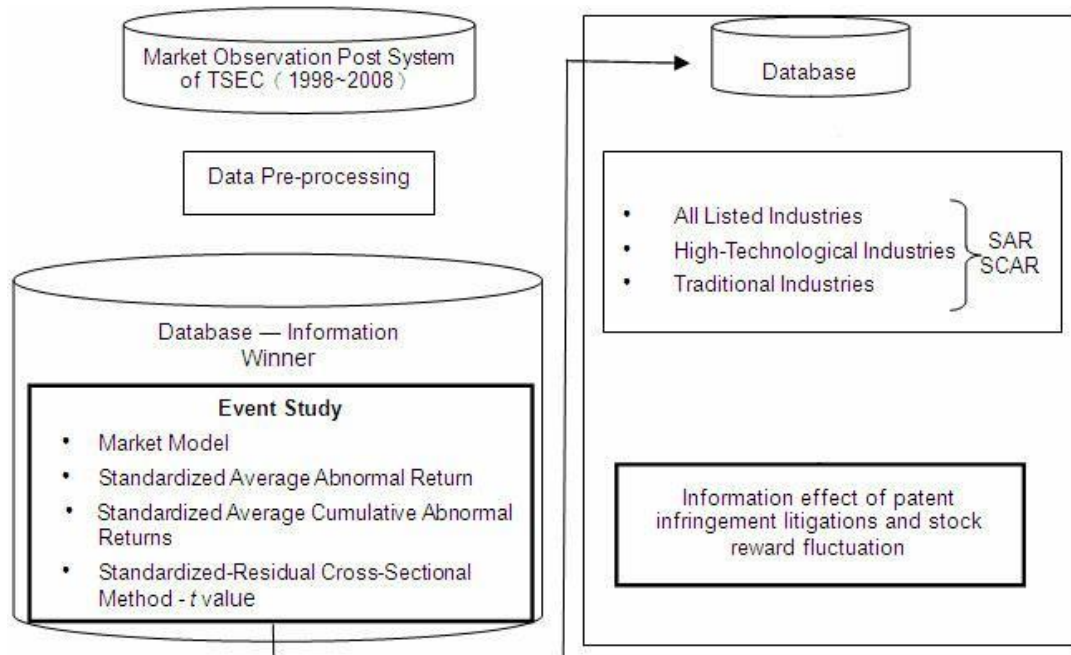 Market Observation Post System
of TSEC ( 1998~2008 )
Data Pre-processing
Database — Information
Winner
Event Study
• Market Model
• Standardized Average Abnormal Return
• Standardized Average Cumulative Abnormal
Returns
• Standardized-Residual Cross-Sectional
Method - t value
Database
• All Listed Industries
• High-Technological Industries
• Traditional Industries
SAR
SCAR
Information effect of patent
infringement litigations and stock
reward fluctuation